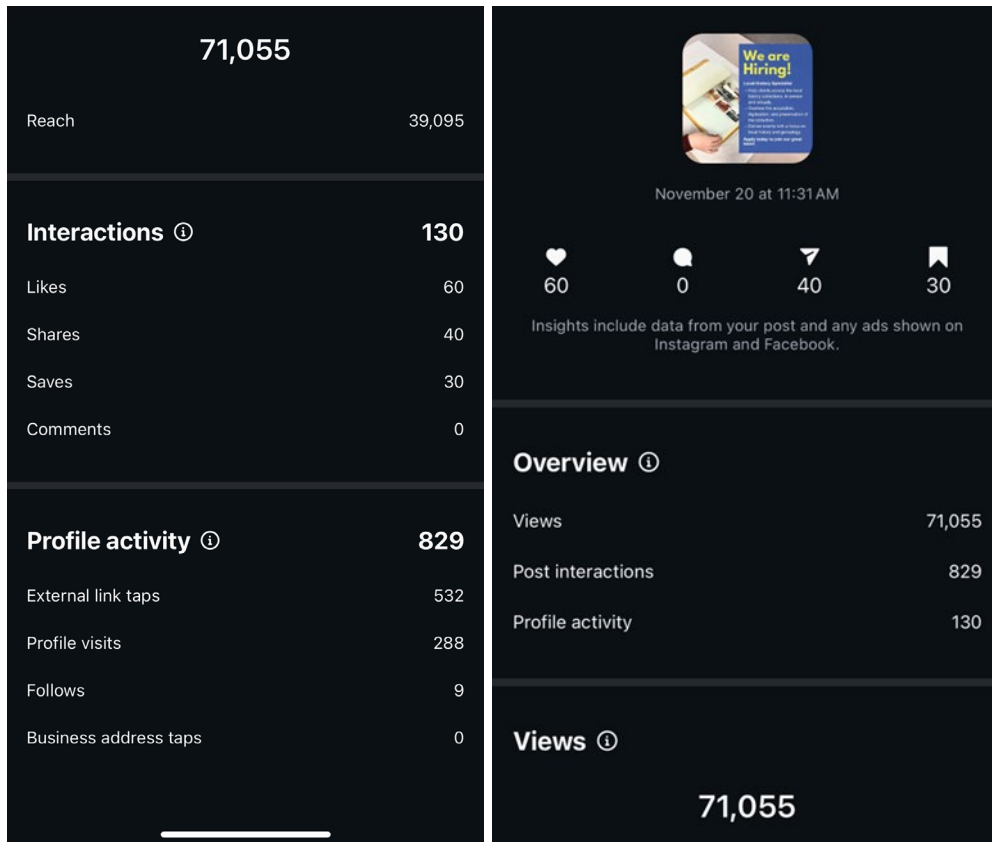 71,055
Reach 39,095
Interactions 130
Likes 60
Shares 40
Saves 30
Comments 0
Profile activity 829
External link taps 532
Profile visits 288
Follows 9
Business address taps 0
We are
Hiring!
Local History Specialist
November 20 at 11:31 AM
60 0 40 30
Insights include data from your post and any ads shown on
Instagram and Facebook.
Overview
Views 71,055
Post interactions 829
Profile activity 130
Views
71,055